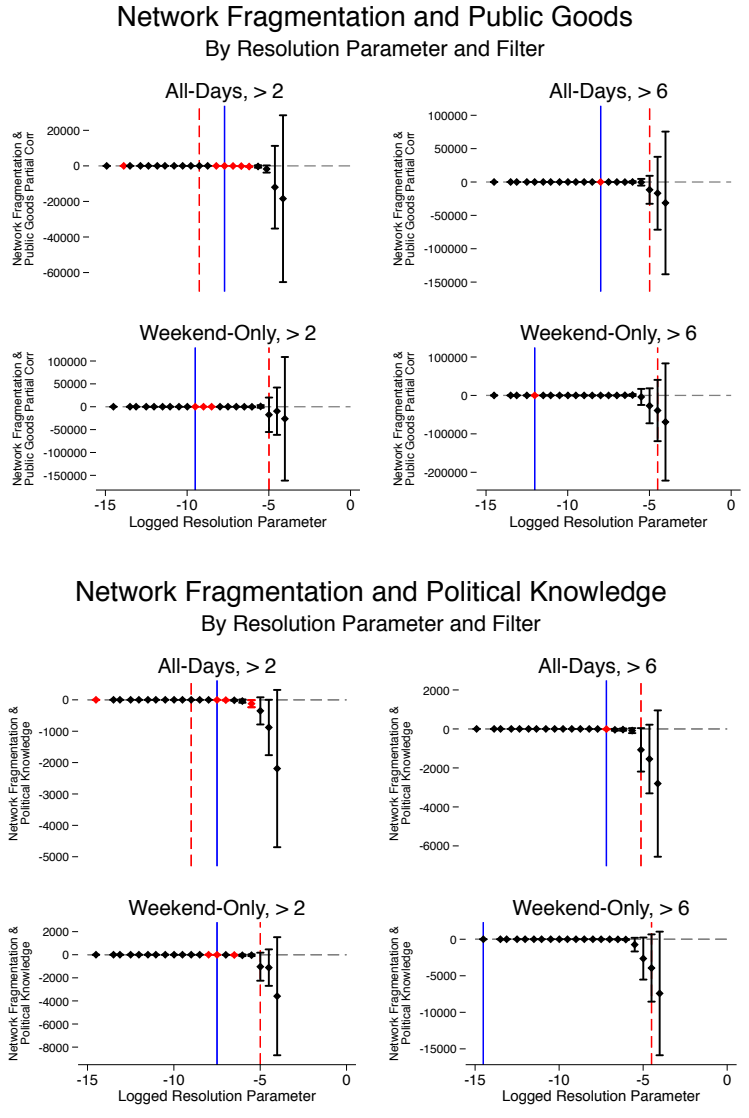 Network Fragmentation and Public Goods
By Resolution Parameter and Filter
All-Days, > 2
Network Fragmentation &
Public Goods Partial Corr
20000
0
-20000
-40000
-60000
All-Days, > 6
Network Fragmentation &
Public Goods Partial Corr
100000
50000
0
-50000
-100000
-150000
Weekend-Only, > 2
Network Fragmentation &
Public Goods Partial Corr
100000
50000
0
-50000
-100000
-150000
-15 -10 -5 0
Logged Resolution Parameter
Weekend-Only, > 6
Network Fragmentation &
Public Goods Partial Corr
100000
0
-100000
-200000
-15 -10 -5 0
Logged Resolution Parameter
Network Fragmentation and Political Knowledge
By Resolution Parameter and Filter
All-Days, > 2
Network Fragmentation &
Political Knowledge
0
-1000
-2000
-3000
-4000
-5000
All-Days, > 6
Network Fragmentation &
Political Knowledge
2000
0
-2000
-4000
-6000
Weekend-Only, > 2
Network Fragmentation &
Political Knowledge
2000
0
-2000
-4000
-6000
-8000
-15 -10 -5 0
Logged Resolution Parameter
Weekend-Only, > 6
Network Fragmentation &
Political Knowledge
0
-5000
-10000
-15000
-15 -10 -5 0
Logged Resolution Parameter